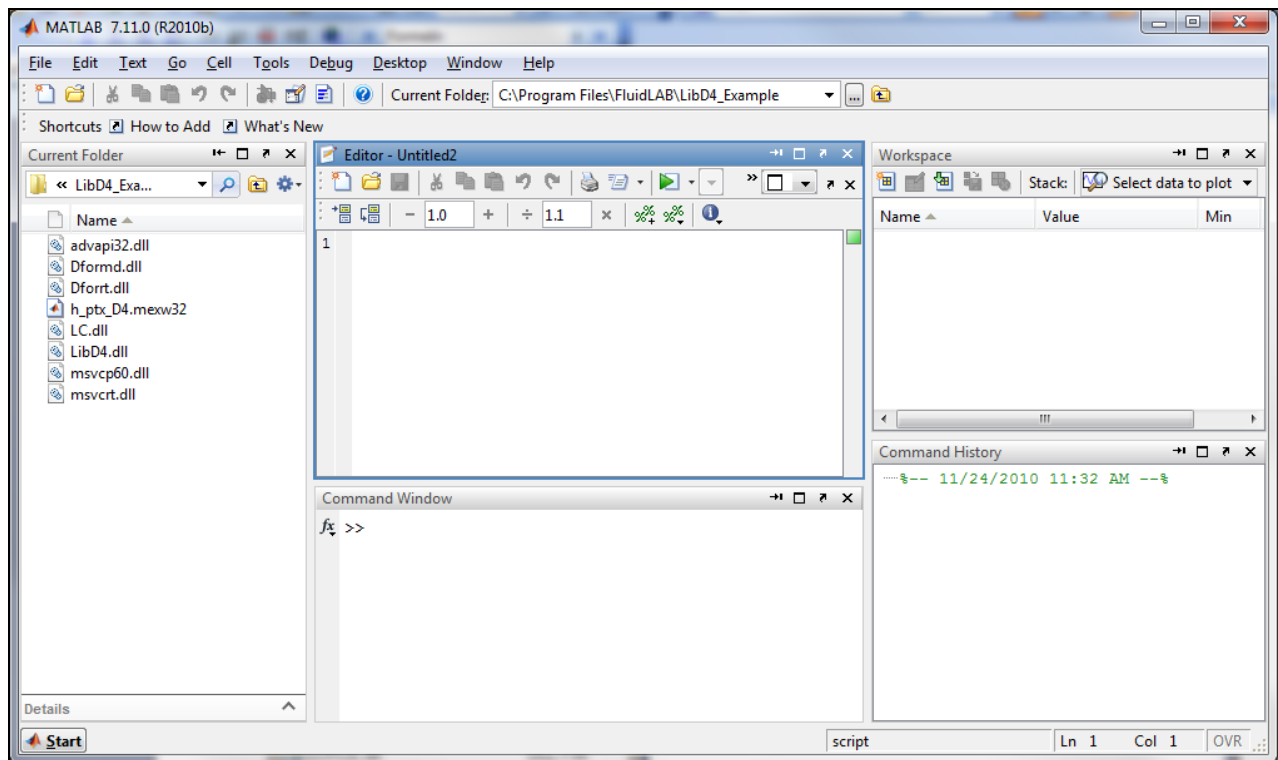 MATLAB 7.11.0 (R2010b)
File Edit Text Go Cell Tools Debug Desktop Window Help
Current Folder: C:\Program Files\FluidLAB\LibD4_Example
Shortcuts How to Add What's New
Current Folder
« LibD4_Exa...
Name
advapi32.dll
Dformd.dll
Dforrt.dll
h_ptx_D4.mexw32
LC.dll
LibD4.dll
msvcp60.dll
msvcrt.dll
Details
Editor - Untitled2
− 1.0 + ÷ 1.1 ×
1
Command Window
fx >>
Workspace
Stack: Select data to plot
Name Value Min
Command History
%-- 11/24/2010 11:32 AM --%
Start
script Ln 1 Col 1 OVR